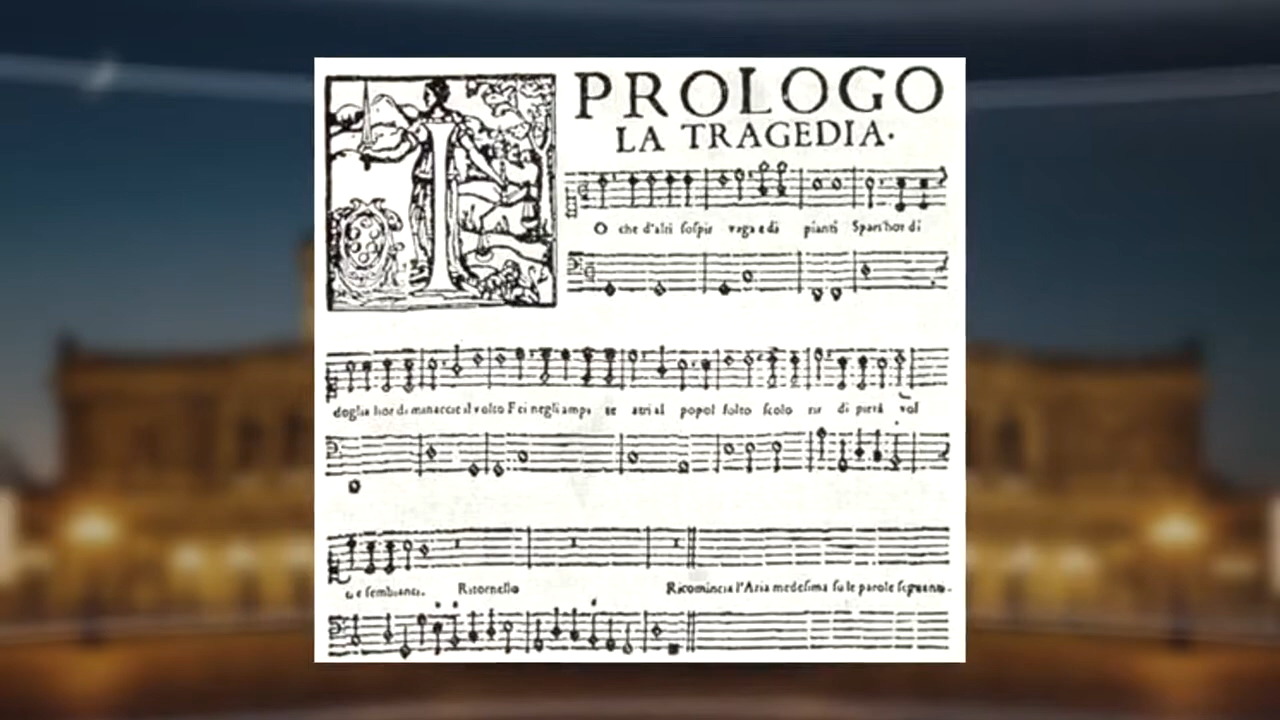 I
PROLOGO
LA TRAGEDIA.
O che d'alti sospir vaga e di pianti Spars'hor di
doglia hor di minaccie il volto Fei negli ampi te atri al popol folto scolo rir di pietà vol
ti e sembianti. Ritornello Ricomincia l'Aria medesima su le parole seguenti.